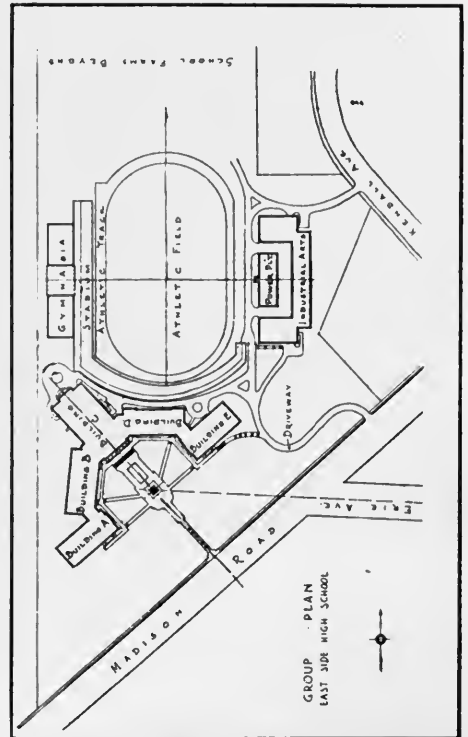 SCHOOL FARMS BEYOND
KENDALL AVE.
GYMNASIA
STADIUM
ATHLETIC TRACK
ATHLETIC FIELD
POWER PLT.
INDUSTRIAL ARTS
BUILDING C
BUILDING D
BUILDING B
BUILDING E
BUILDING A
DRIVEWAY
ERIE AVE.
MADISON ROAD
GROUP PLAN
EAST SIDE HIGH SCHOOL